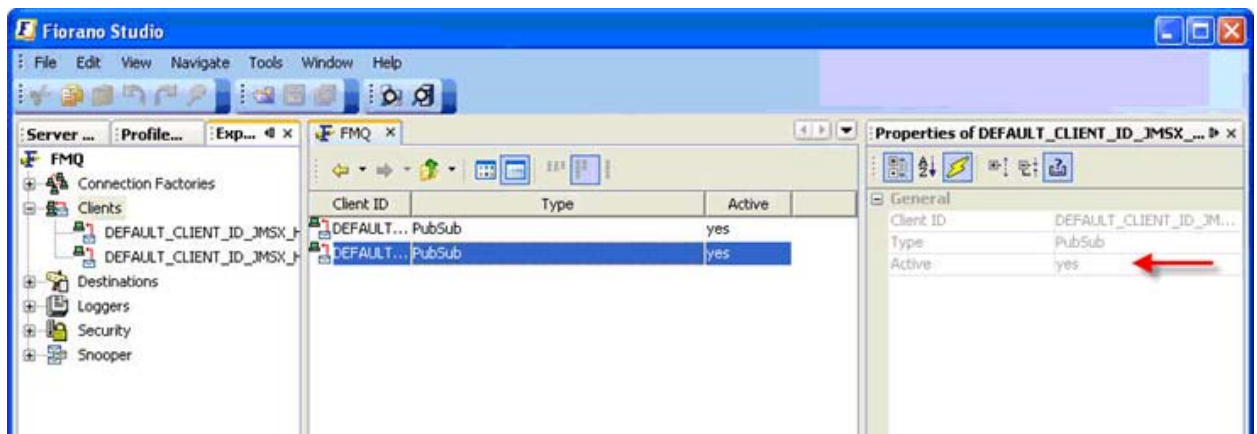 Fiorano Studio
File Edit View Navigate Tools Window Help
Server ... Profile... Exp...
FMQ
Connection Factories
Clients
DEFAULT_CLIENT_ID_JMSX_H
DEFAULT_CLIENT_ID_JMSX_H
Destinations
Loggers
Security
Snooper
FMQ
Client ID Type Active
DEFAULT... PubSub yes
DEFAULT... PubSub yes
Properties of DEFAULT_CLIENT_ID_JMSX_...
General
Client ID DEFAULT_CLIENT_ID_JM...
Type PubSub
Active yes